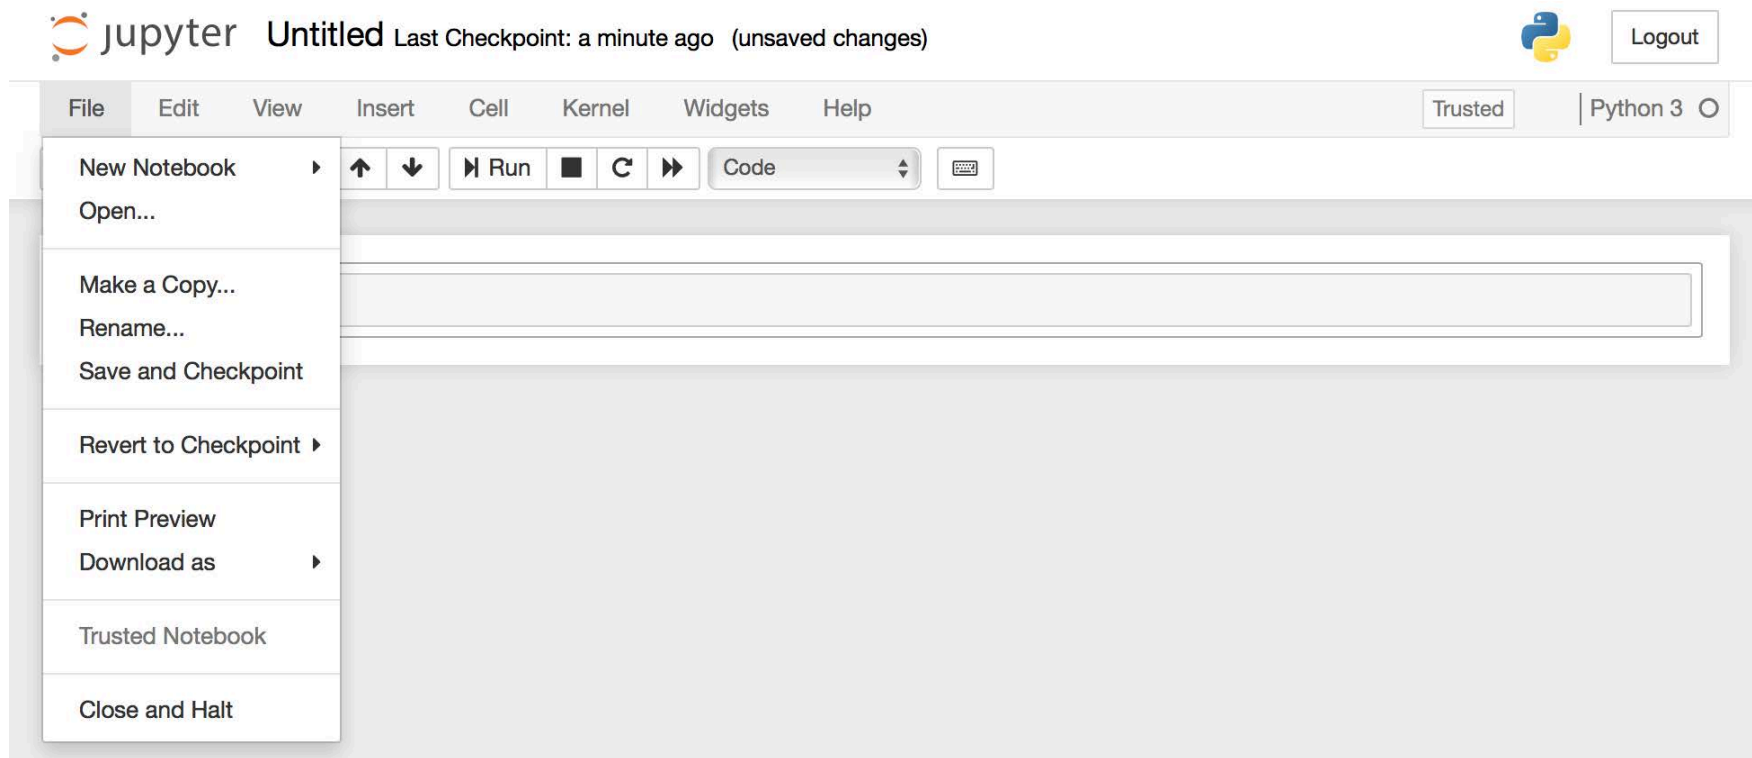 jupyter Untitled Last Checkpoint: a minute ago (unsaved changes) Logout
File Edit View Insert Cell Kernel Widgets Help Trusted Python 3
New Notebook Run Code
Open...
Make a Copy...
Rename...
Save and Checkpoint
Revert to Checkpoint
Print Preview
Download as
Trusted Notebook
Close and Halt